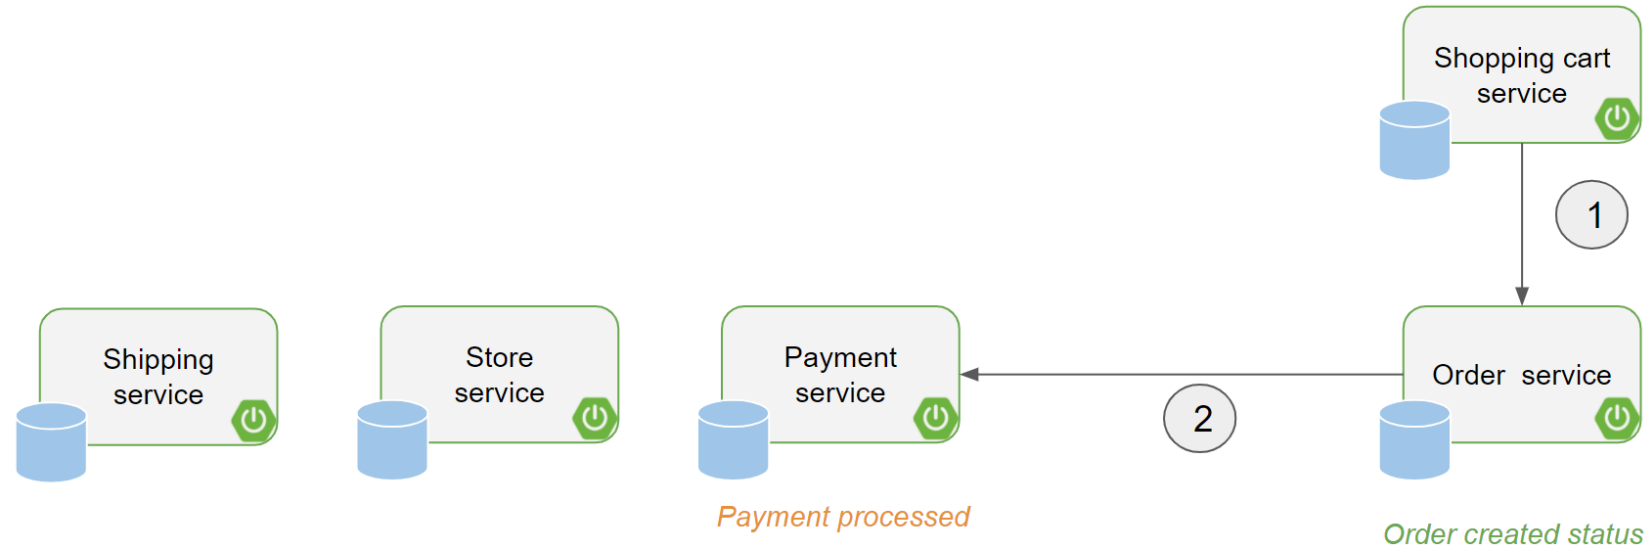 Shopping cart
service
1
Shipping
service
Store
service
Payment
service
Order  service
2
Payment processed
Order created status